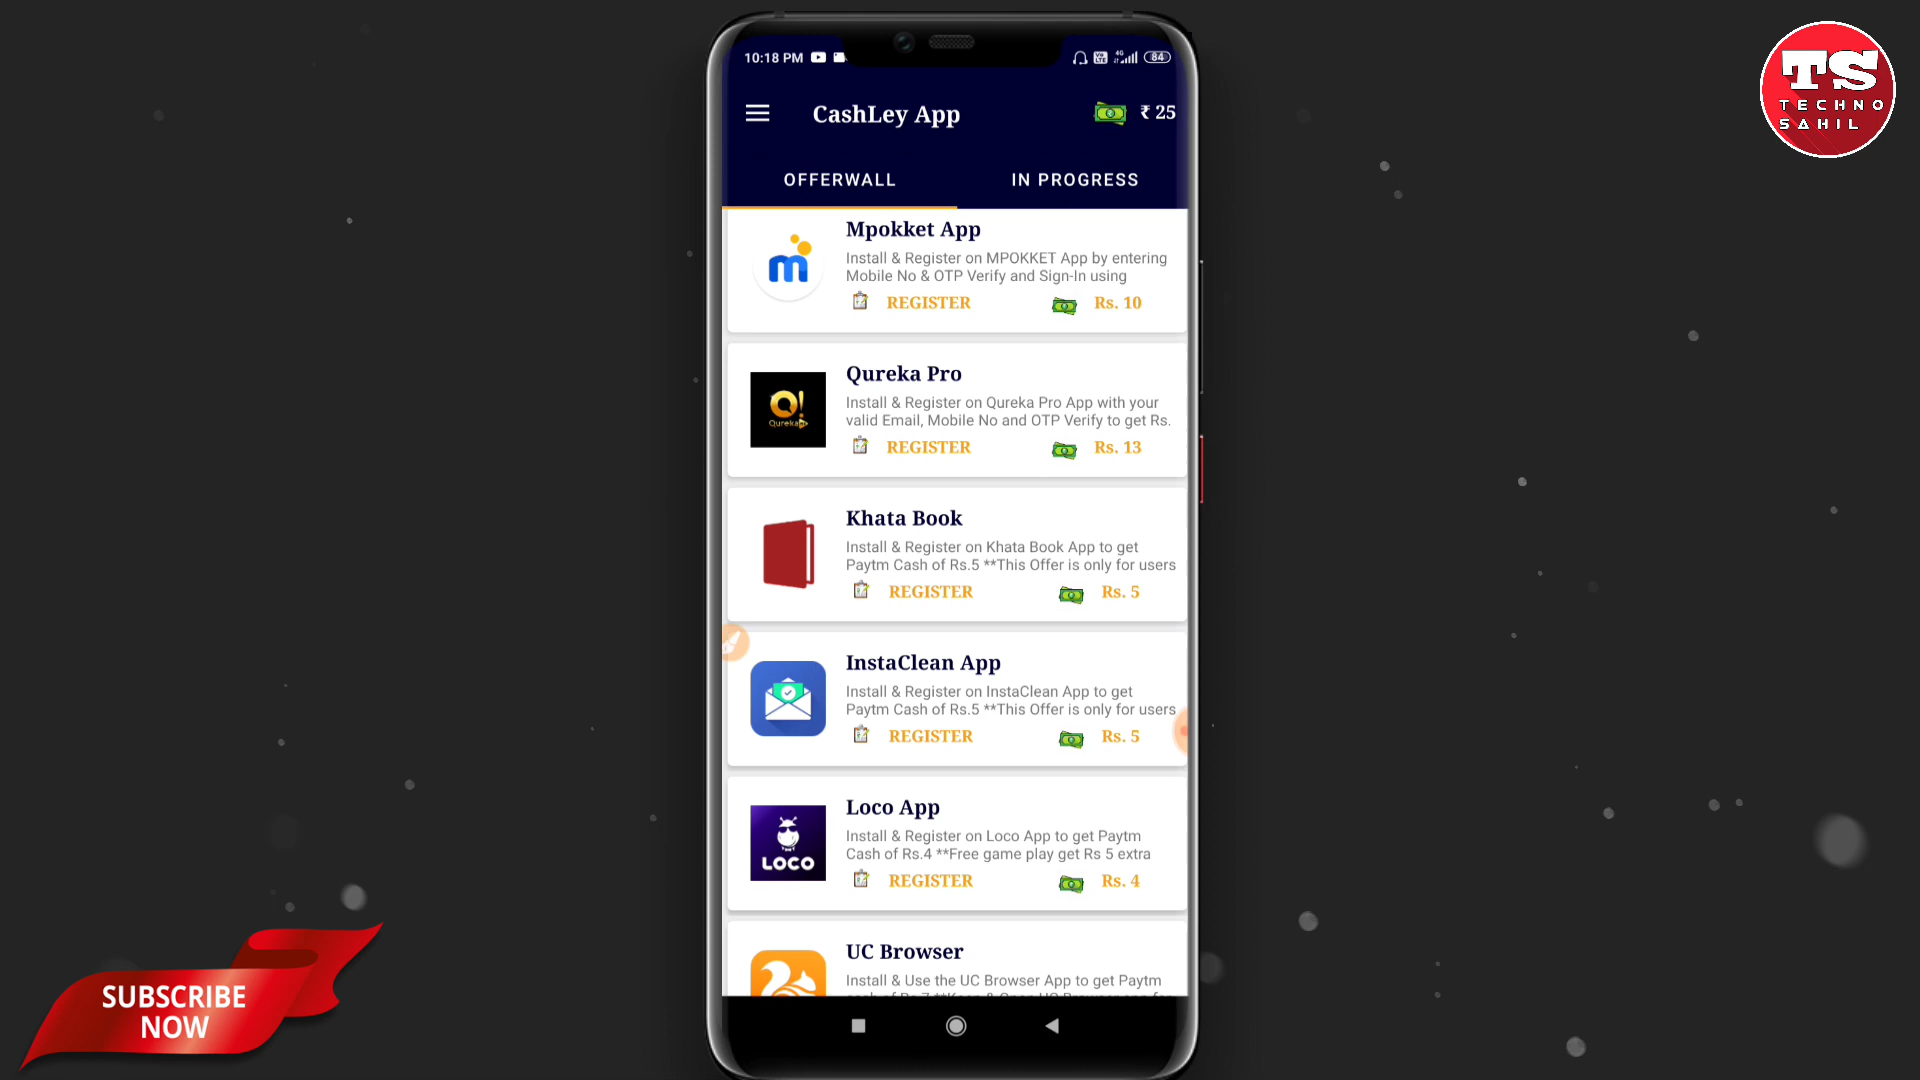 10:18 PM
4G
84
CashLey App
₹ 25
OFFERWALL
IN PROGRESS
Mpokket App
Install & Register on MPOKKET App by entering
Mobile No & OTP Verify and Sign-In using
REGISTER
Rs. 10
Qureka Pro
Install & Register on Qureka Pro App with your
valid Email, Mobile No and OTP Verify to get Rs.
REGISTER
Rs. 13
Khata Book
Install & Register on Khata Book App to get
Paytm Cash of Rs.5 **This Offer is only for users
REGISTER
Rs. 5
InstaClean App
Install & Register on InstaClean App to get
Paytm Cash of Rs.5 **This Offer is only for users
REGISTER
Rs. 5
LOCO
Loco App
Install & Register on Loco App to get Paytm
Cash of Rs.4 **Free game play get Rs 5 extra
REGISTER
Rs. 4
UC Browser
Install & Use the UC Browser App to get Paytm
TS
TECHNO
SAHIL
SUBSCRIBE
NOW